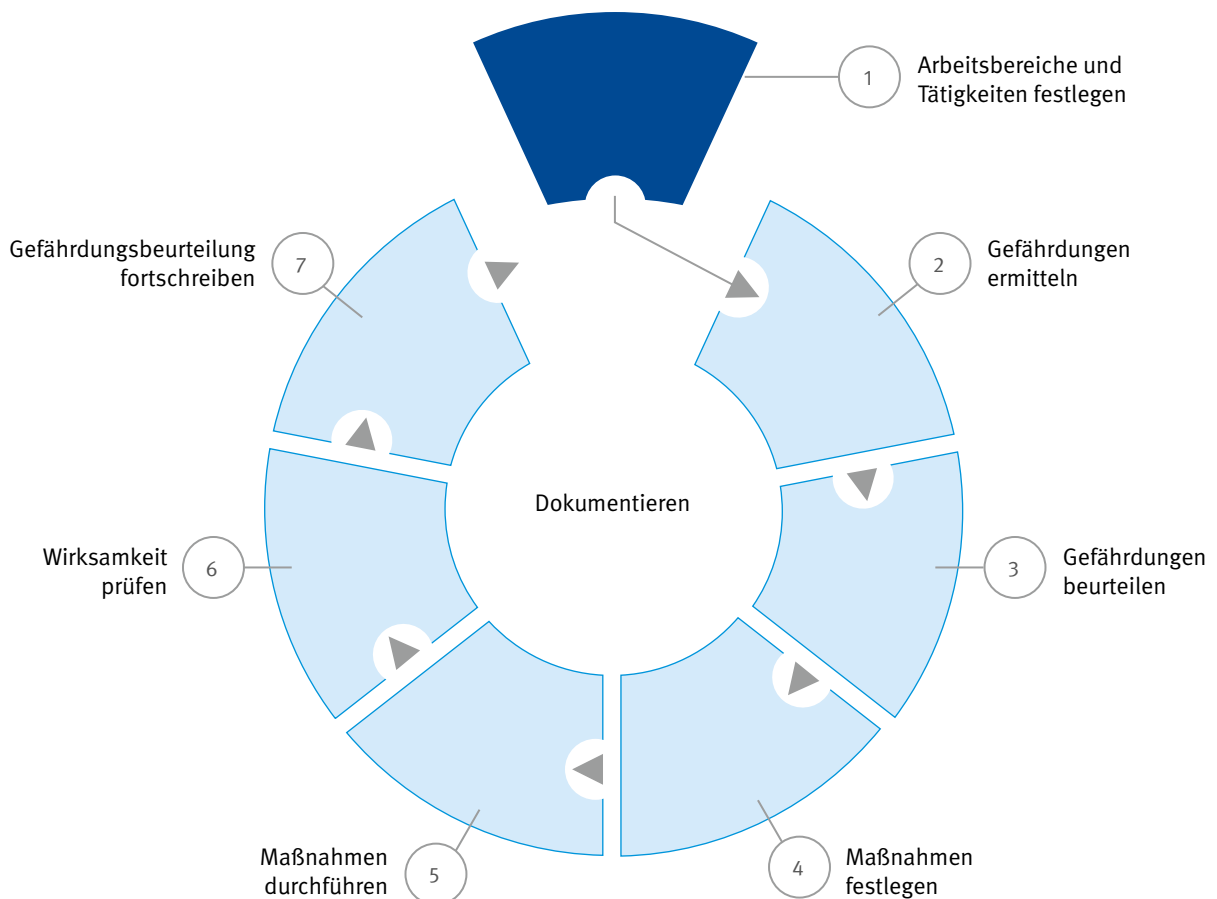 1
Arbeitsbereiche und
Tätigkeiten festlegen
2
Gefährdungen
ermitteln
3
Gefährdungen
beurteilen
4
Maßnahmen
festlegen
5
Maßnahmen
durchführen
6
Wirksamkeit
prüfen
7
Gefährdungsbeurteilung
fortschreiben
Dokumentieren